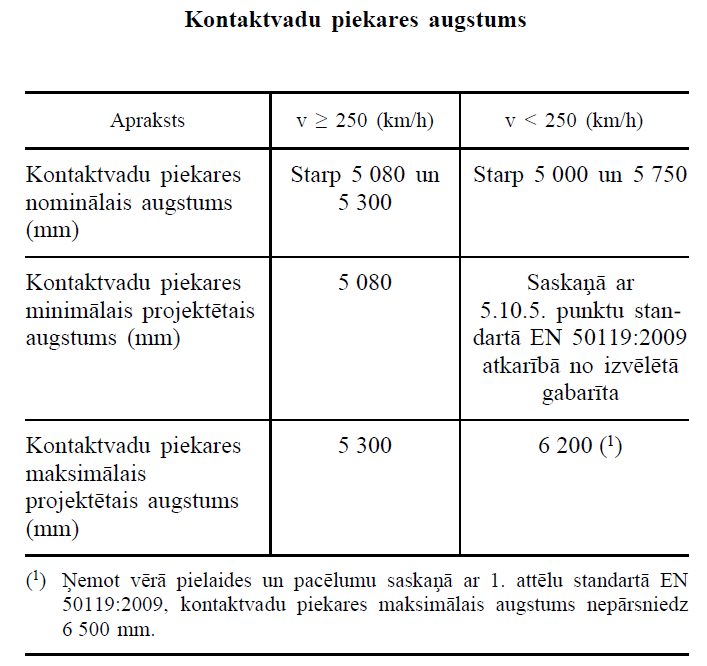 Kontaktvadu piekares augstums
Apraksts
v ≥ 250 (km/h)
v < 250 (km/h)
Kontaktvadu piekares
nominālais augstums
(mm)
Starp 5 080 un
5 300
Starp 5 000 un 5 750
Kontaktvadu piekares
minimālais projektētais
augstums (mm)
5 080
Saskaņā ar
5.10.5. punktu stan-
dartā EN 50119:2009
atkarībā no izvēlētā
gabarīta
Kontaktvadu piekares
maksimālais
projektētais augstums
(mm)
5 300
6 200 (¹)
(¹) Ņemot vērā pielaides un pacēlumu saskaņā ar 1. attēlu standartā EN
50119:2009, kontaktvadu piekares maksimālais augstums nepārsniedz
6 500 mm.